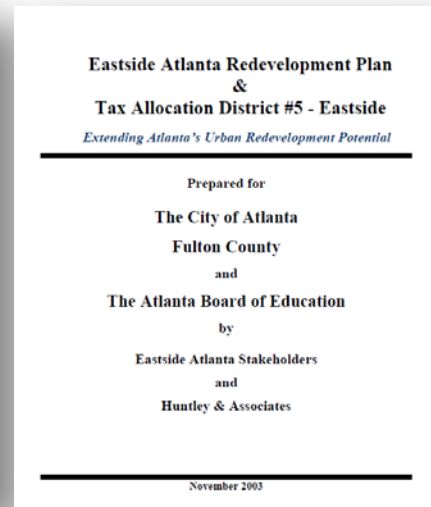 Eastside Atlanta Redevelopment Plan
&
Tax Allocation District #5 - Eastside
Extending Atlanta's Urban Redevelopment Potential
Prepared for
The City of Atlanta
Fulton County
and
The Atlanta Board of Education
by
Eastside Atlanta Stakeholders
and
Huntley & Associates
November 2003